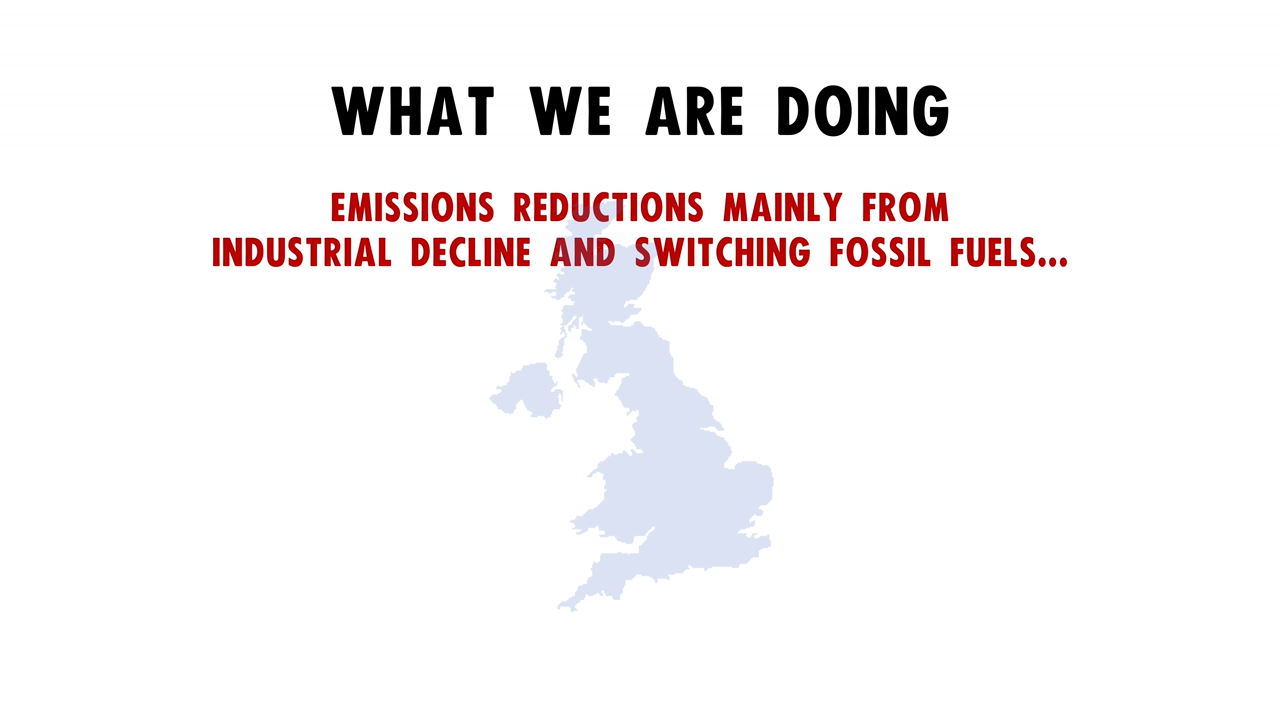 WHAT WE ARE DOING
EMISSIONS REDUCTIONS MAINLY FROM
INDUSTRIAL DECLINE AND SWITCHING FOSSIL FUELS...